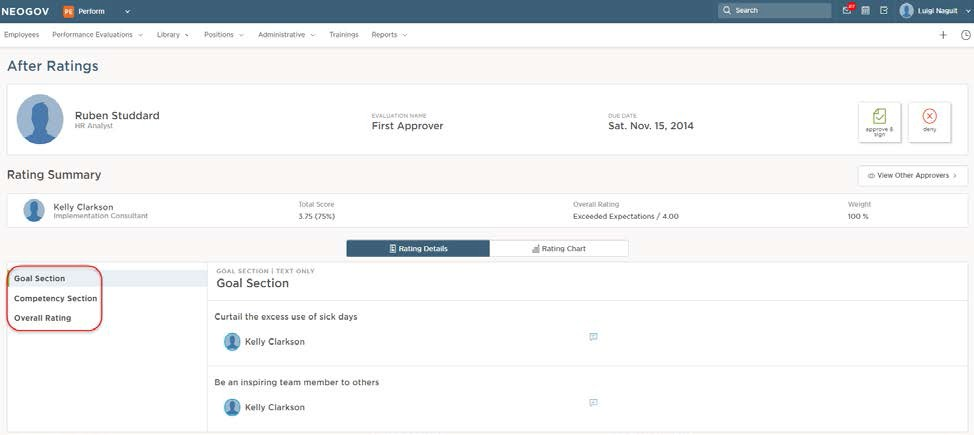 NEOGOV PE Perform Search 87 Luigi Naguit
Employees Performance Evaluations Library Positions Administrative Trainings Reports
After Ratings
Ruben Studdard
HR Analyst
EVALUATION NAME
First Approver
DUE DATE
Sat. Nov. 15, 2014
approve &
sign
deny
Rating Summary
View Other Approvers
Kelly Clarkson
Implementation Consultant
Total Score
3.75 (75%)
Overall Rating
Exceeded Expectations / 4.00
Weight
100 %
Rating Details Rating Chart
Goal Section
Competency Section
Overall Rating
GOAL SECTION | TEXT ONLY
Goal Section
Curtail the excess use of sick days
Kelly Clarkson
Be an inspiring team member to others
Kelly Clarkson